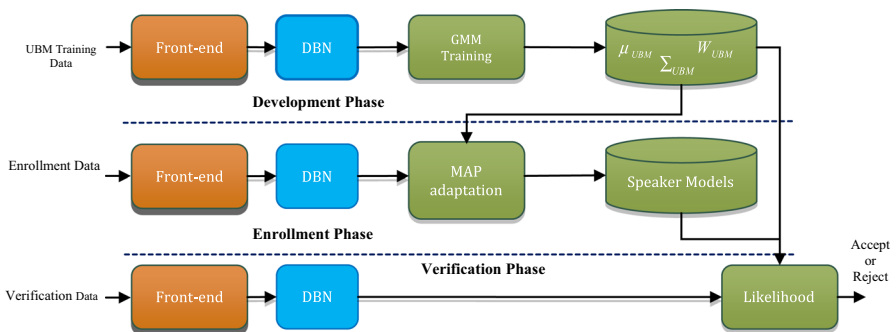 UBM Training
Data
Front-end
DBN
GMM
Training
μ UBM
∑UBM
W UBM
Development Phase
Enrollment Data
Front-end
DBN
MAP
adaptation
Speaker Models
Enrollment Phase
Verification Phase
Verification Data
Front-end
DBN
Likelihood
Accept
or
Reject